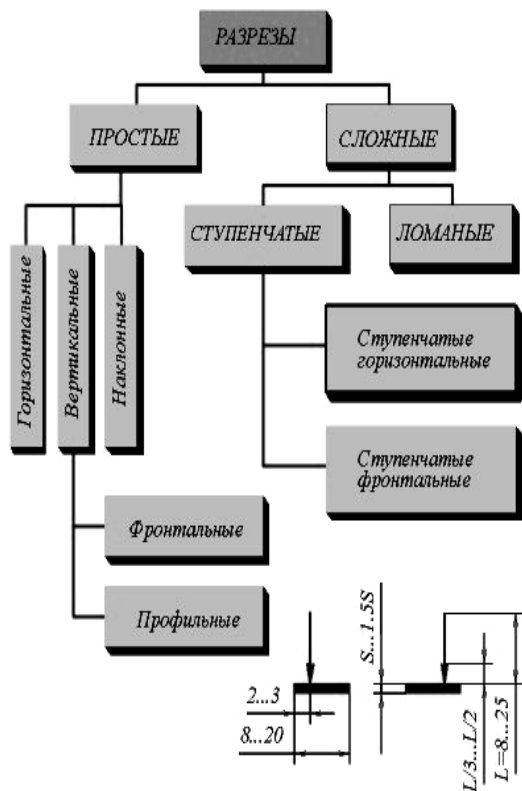 РАЗРЕЗЫ
ПРОСТЫЕ
СЛОЖНЫЕ
СТУПЕНЧАТЫЕ
ЛОМАНЫЕ
Горизонтальные
Вертикальные
Наклонные
Ступенчатые
горизонтальные
Ступенчатые
фронтальные
Фронтальные
Профильные
2...3
8...20
S...1.5S
L/3...L/2
L=8...25